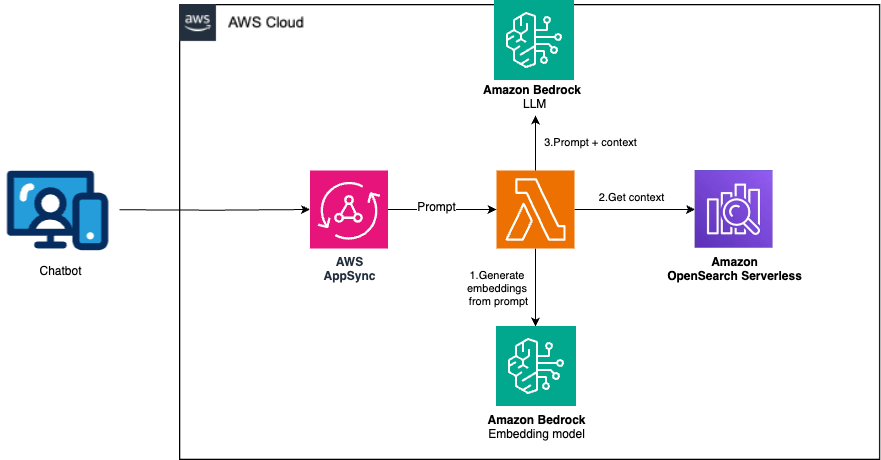 aws
AWS Cloud
Amazon Bedrock
LLM
3.Prompt + context
Prompt
2.Get context
Chatbot
AWS
AppSync
1.Generate
embeddings
from prompt
Amazon
OpenSearch Serverless
Amazon Bedrock
Embedding model